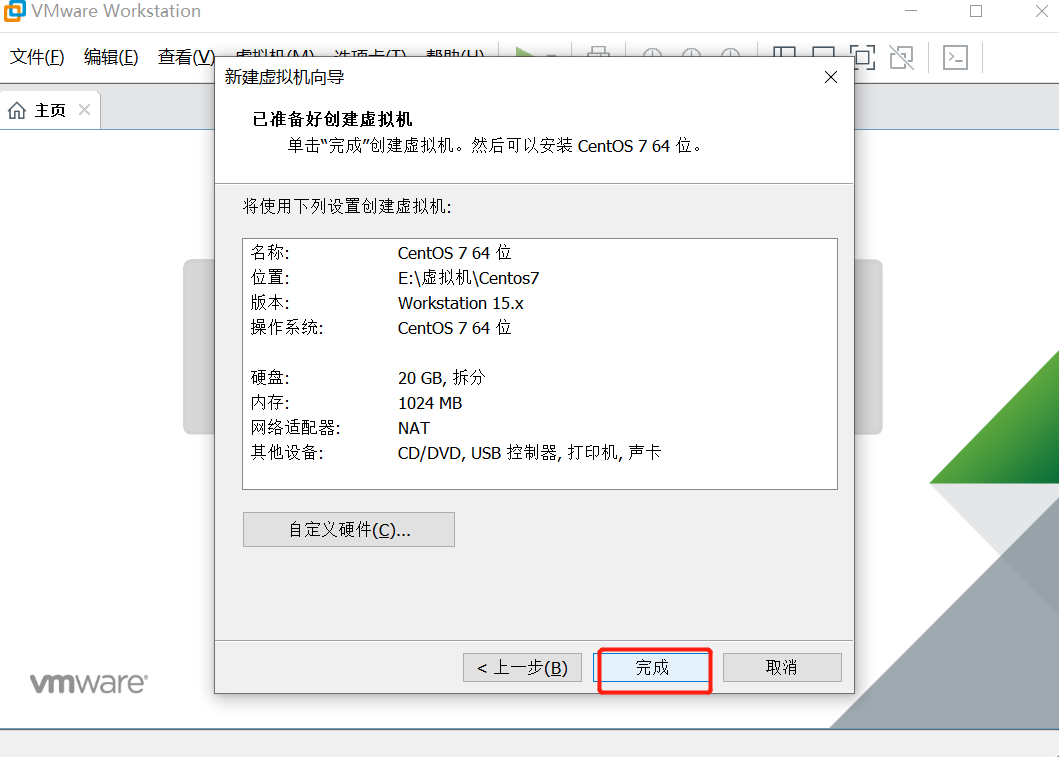 VMware Workstation
文件(F) 编辑(E) 查看(V) 虚拟机(M) 选项卡(T) 帮助(H)
新建虚拟机向导
主页
已准备好创建虚拟机
单击“完成”创建虚拟机。然后可以安装 CentOS 7 64 位。
将使用下列设置创建虚拟机:
名称: CentOS 7 64 位
位置: E:\虚拟机\Centos7
版本: Workstation 15.x
操作系统: CentOS 7 64 位
硬盘: 20 GB, 拆分
内存: 1024 MB
网络适配器: NAT
其他设备: CD/DVD, USB 控制器, 打印机, 声卡
自定义硬件(C)...
< 上一步(B) 完成 取消
vmware